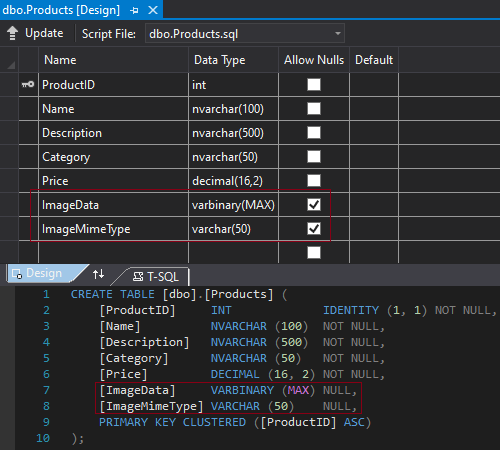 dbo.Products [Design]
Update Script File: dbo.Products.sql
Name Data Type Allow Nulls Default
ProductID int
Name nvarchar(100)
Description nvarchar(500)
Category nvarchar(50)
Price decimal(16,2)
ImageData varbinary(MAX)
ImageMimeType varchar(50)
Design T-SQL
1 CREATE TABLE [dbo].[Products] (
2 [ProductID] INT IDENTITY (1, 1) NOT NULL,
3 [Name] NVARCHAR (100) NOT NULL,
4 [Description] NVARCHAR (500) NOT NULL,
5 [Category] NVARCHAR (50) NOT NULL,
6 [Price] DECIMAL (16, 2) NOT NULL,
7 [ImageData] VARBINARY (MAX) NULL,
8 [ImageMimeType] VARCHAR (50) NULL,
9 PRIMARY KEY CLUSTERED ([ProductID] ASC)
10 );